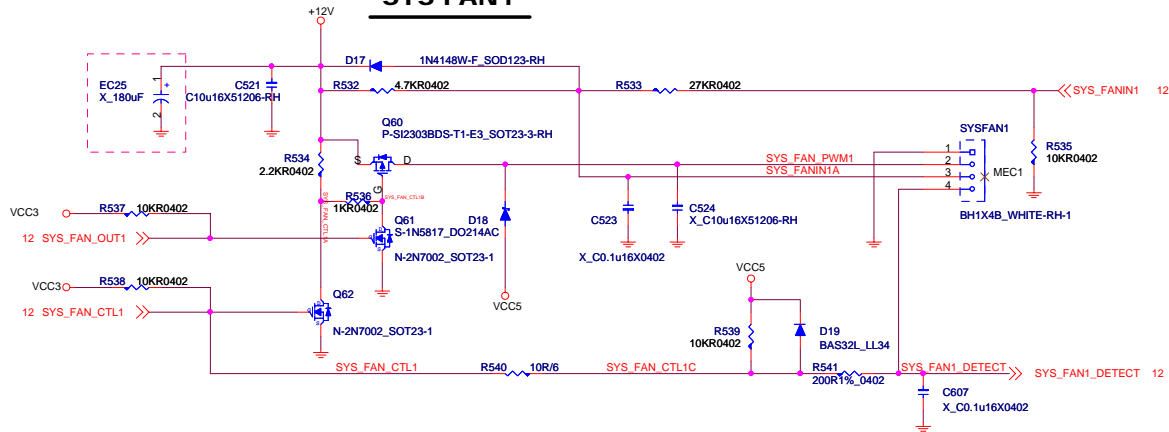 SYS FAN1
+12V
D17
1N4148W-F_SOD123-RH
EC25
X_180uF
1
+
2
C521
C10u16X51206-RH
R532
4.7KR0402
R533
27KR0402
SYS_FANIN1 12
Q60
P-SI2303BDS-T1-E3_SOT23-3-RH
SYSFAN1
R534
2.2KR0402
S
D
G
SYS_FAN_PWM1
SYS_FANIN1A
1
2
3
4
MEC1
R535
10KR0402
BH1X4B_WHITE-RH-1
R536
1KR0402
SYS_FAN_CTL1B
SYS_FAN_CTL1A
VCC3
R537
10KR0402
12 SYS_FAN_OUT1
Q61
S-1N5817_DO214AC
N-2N7002_SOT23-1
D18
VCC5
C523
X_C0.1u16X0402
C524
X_C10u16X51206-RH
VCC3
R538
10KR0402
12 SYS_FAN_CTL1
Q62
N-2N7002_SOT23-1
VCC5
R539
10KR0402
D19
BAS32L_LL34
SYS_FAN_CTL1
R540
10R/6
SYS_FAN_CTL1C
R541
200R1%_0402
SYS_FAN1_DETECT
SYS_FAN1_DETECT 12
C607
X_C0.1u16X0402